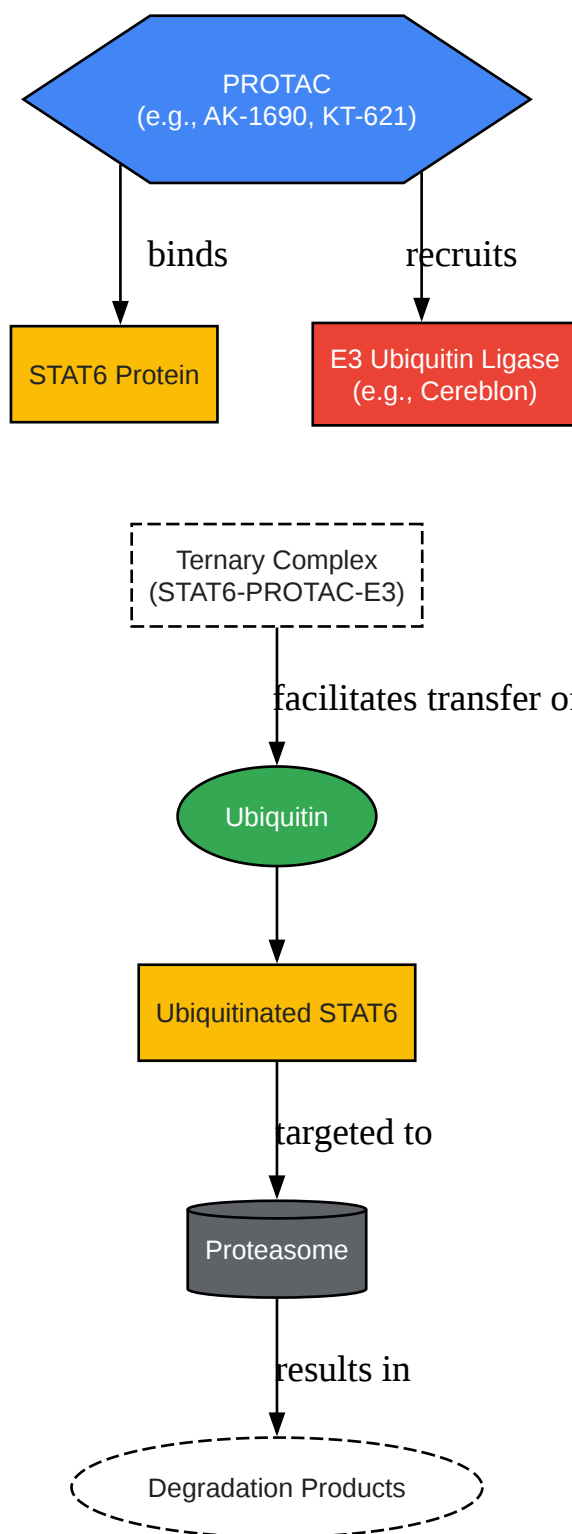 PROTAC
(e.g., AK-1690, KT-621)
binds
recruits
STAT6 Protein
E3 Ubiquitin Ligase
(e.g., Cereblon)
Ternary Complex
(STAT6-PROTAC-E3)
facilitates transfer of
Ubiquitin
Ubiquitinated STAT6
targeted to
Proteasome
results in
Degradation Products